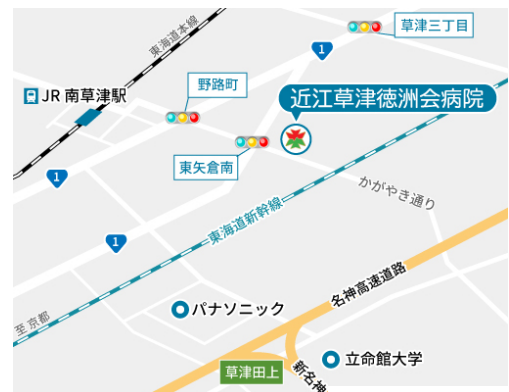 東海道本線
草津三丁目
1
JR 南草津駅
野路町
近江草津徳洲会病院
東矢倉南
かがやき通り
1
東海道新幹線
1
至 京都
パナソニック
名神高速道路
立命館大学
草津田上
新名神